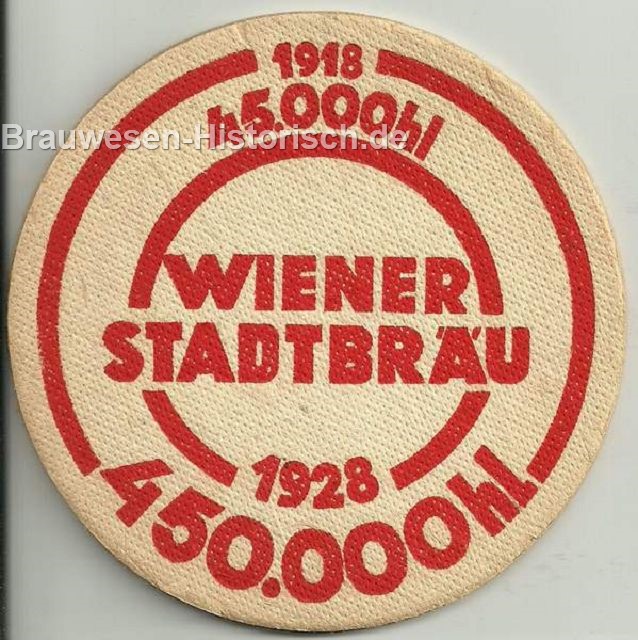 1918
45.000hl
Brauwesen-Historisch.de
WIENER
STADTBRÄU
1928
450.000hl